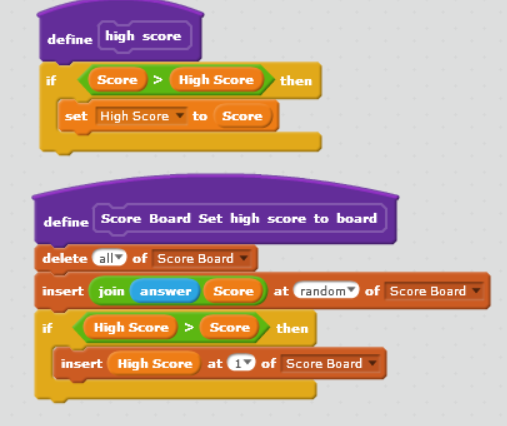 define high score
if Score > High Score then
set High Score to Score
define Score Board Set high score to board
delete all of Score Board
insert join answer Score at random of Score Board
if High Score > Score then
insert High Score at 1 of Score Board